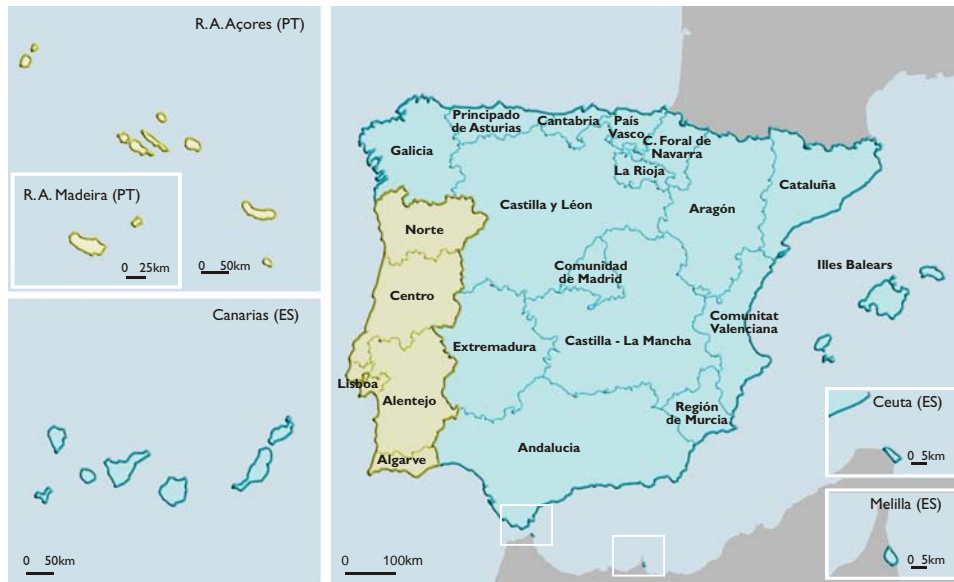 R.A.Açores (PT)
R.A. Madeira (PT)
0 25km
0 50km
Canarias (ES)
0 50km
Principado
de Asturias
Cantabria
País
Vasco
C. Foral de
Navarra
Galicia
La Rioja
Cataluña
Castilla y Léon
Aragón
Norte
Comunidad
de Madrid
Illes Balears
Centro
Comunitat
Valenciana
Extremadura
Castilla - La Mancha
Lisboa
Alentejo
Región
de Murcia
Ceuta (ES)
0 5km
Andalucia
Algarve
Melilla (ES)
0 5km
0 100km